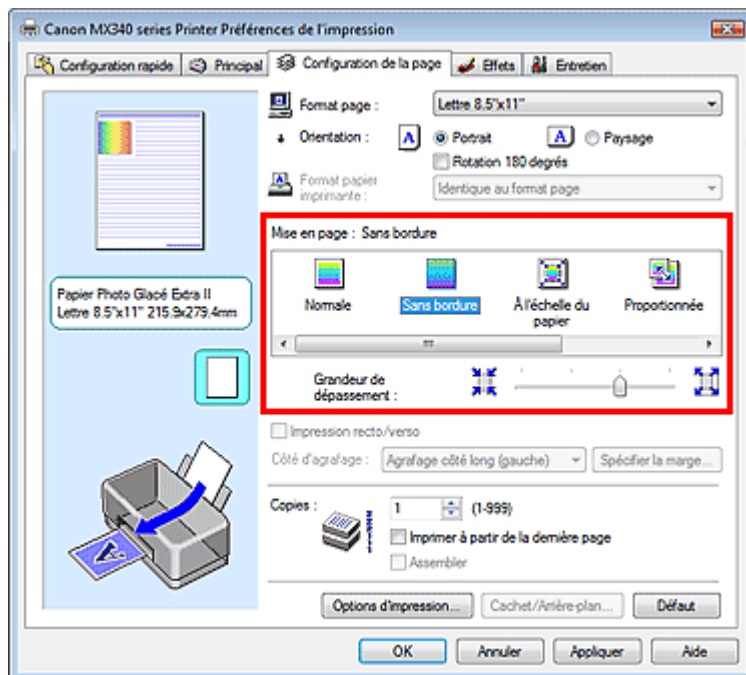 Canon MX340 series Printer Préférences de l'impression
Configuration rapide
Principal
Configuration de la page
Effets
Entretien
Format page :
Lettre 8.5"x11"
Orientation :
A
Portrait
A
Paysage
Rotation 180 degrés
Format papier
imprimante :
Identique au format page
Mise en page : Sans bordure
Normale
Sans bordure
À l'échelle du
papier
Proportionnée
Papier Photo Glacé Extra II
Lettre 8.5"x11" 215.9x279.4mm
Grandeur de
dépassement :
Impression recto/verso
Côté d'agrafage :
Agrafage côté long (gauche)
Spécifier la marge...
Copies :
1
(1-999)
Imprimer à partir de la dernière page
Assembler
A
Options d'impression...
Cachet/Arrière-plan...
Défaut
OK
Annuler
Appliquer
Aide